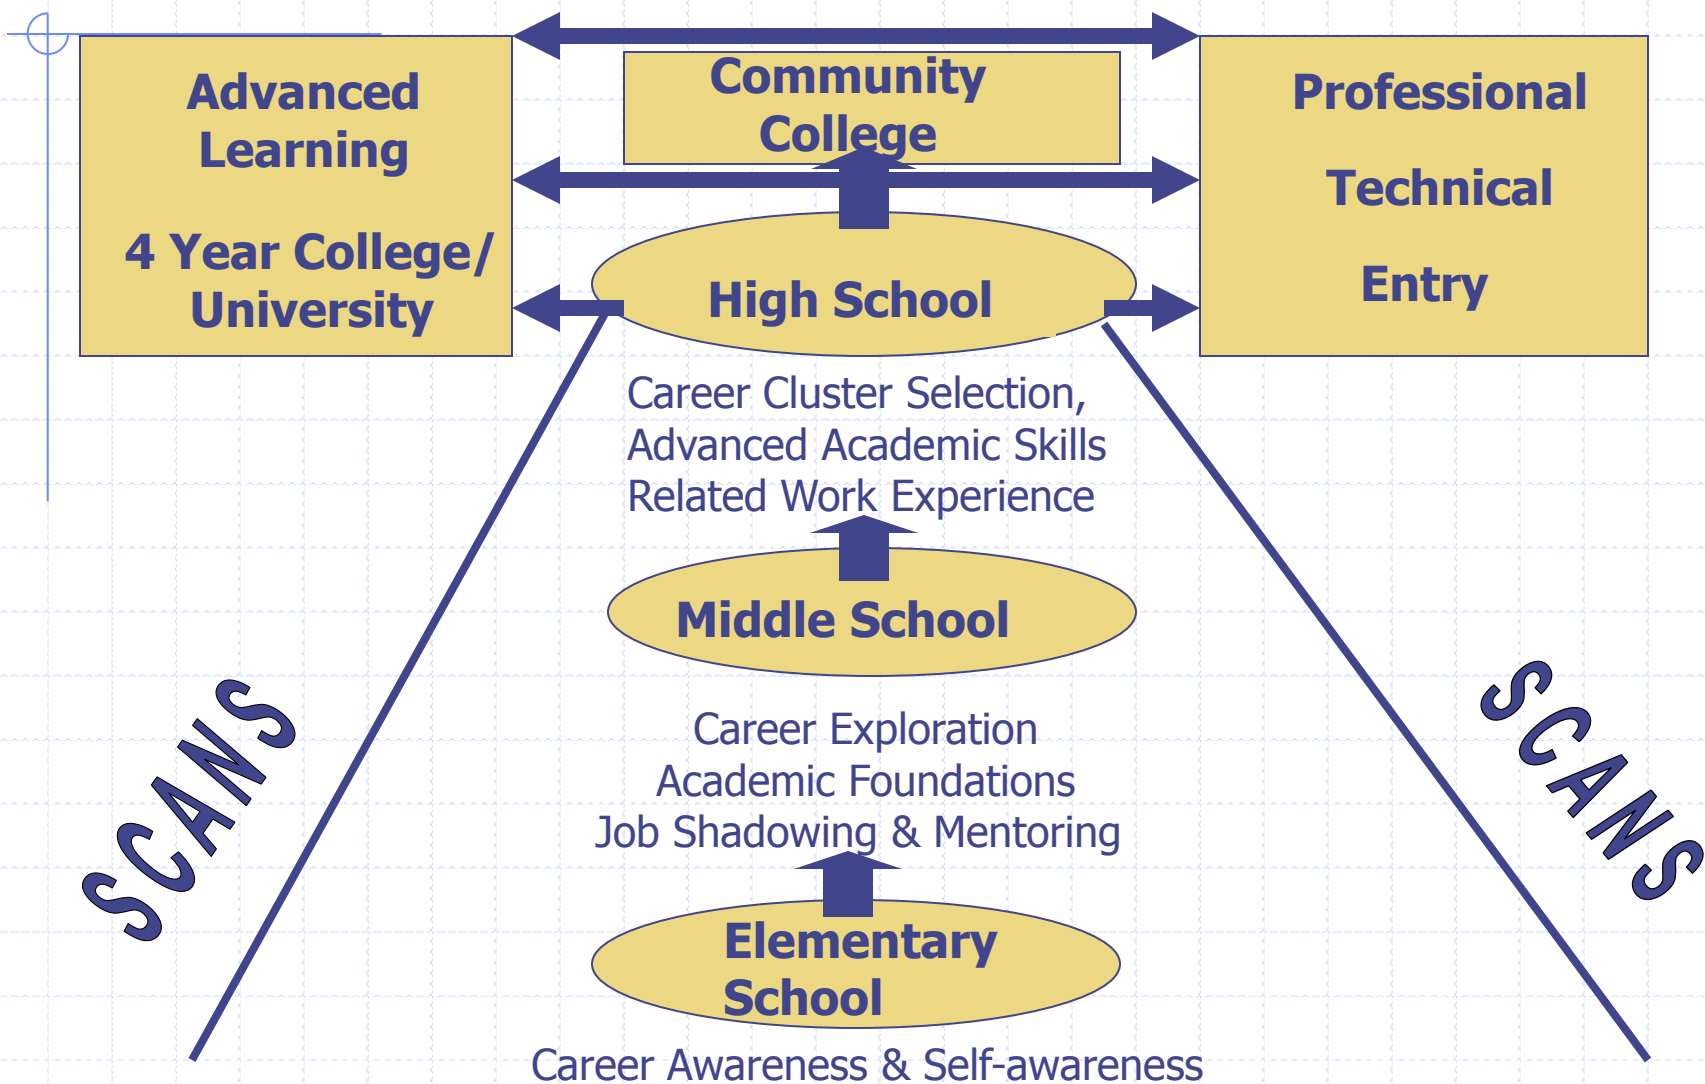 Advanced
Learning
4 Year College/
University
Community
College
Professional
Technical
Entry
High School
Career Cluster Selection,
Advanced Academic Skills
Related Work Experience
Middle School
Career Exploration
Academic Foundations
Job Shadowing & Mentoring
Elementary
School
Career Awareness & Self-awareness
SCANS
SCANS